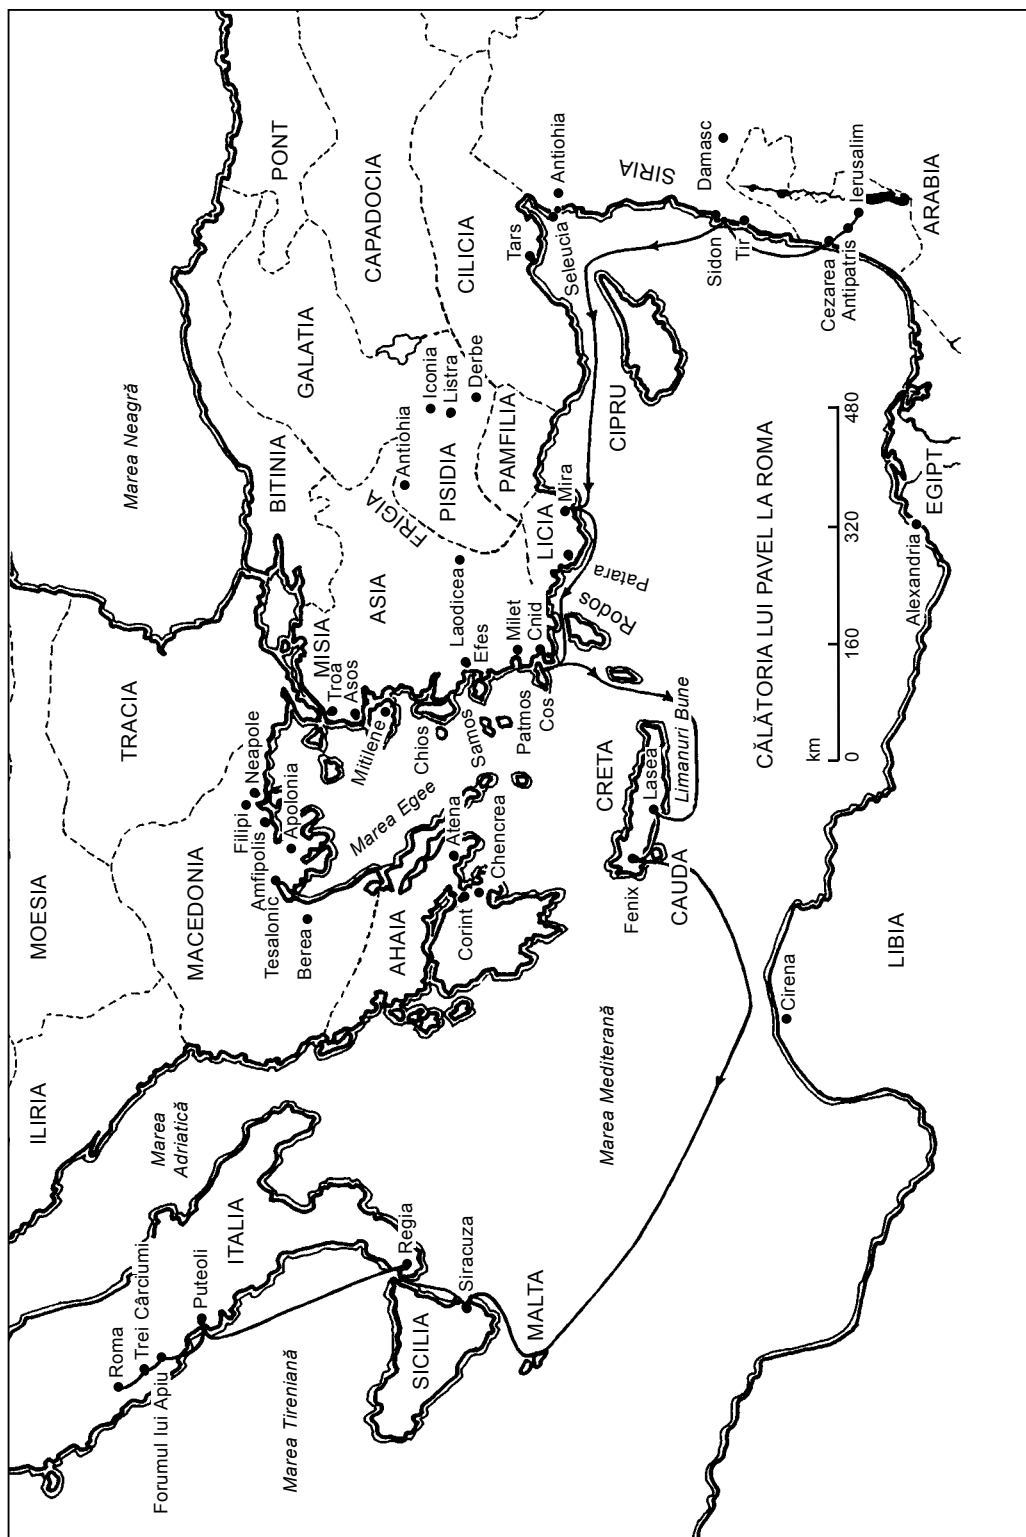 CĂLĂTORIA LUI PAVEL LA ROMA
km
0
160
320
480
ILIRIA
MOESIA
TRACIA
Marea Neagră
Marea
Adriatică
MACEDONIA
Filipi
Neapole
Amfipolis
Apolonia
Tesalonic
Berea
BITINIA
PONT
GALATIA
CAPADOCIA
CILICIA
Roma
Trei Cârciumi
Forumul lui Apiu
Puteoli
ITALIA
Marea Tireniană
Regia
SICILIA
Siracuza
MALTA
AHAIA
Corint
Atena
Chencrea
Marea Egee
MISIA
Troa
Asos
Mitilene
Chios
Samos
Patmos
Cos
ASIA
Laodicea
Efes
Milet
Cnid
FRIGIA
Antiohia
PISIDIA
Iconia
Listra
Derbe
PAMFILIA
LICIA
Mira
Patara
Rodos
Tars
Seleucia
Antiohia
SIRIA
Damasc
Sidon
Tir
Cezarea
Antipatris
Ierusalim
ARABIA
CIPRU
CRETA
Lasea
Limanuri Bune
Fenix
CAUDA
Marea Mediterană
Cirena
LIBIA
Alexandria
EGIPT